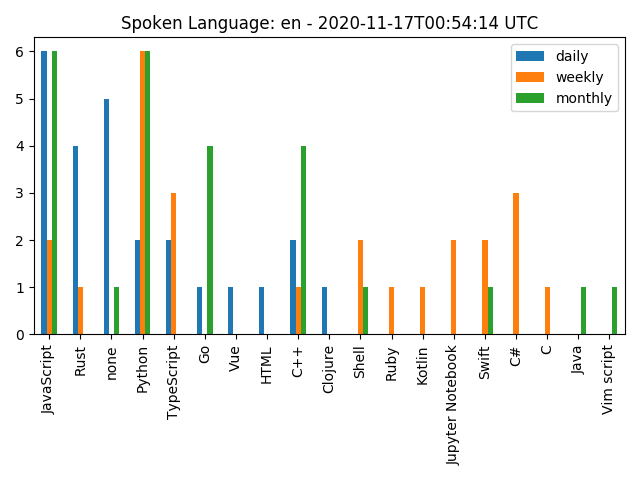 Spoken Language: en - 2020-11-17T00:54:14 UTC
daily
weekly
monthly
6
5
4
3
2
1
0
JavaScript
Rust
none
Python
TypeScript
Go
Vue
HTML
C++
Clojure
Shell
Ruby
Kotlin
Jupyter Notebook
Swift
C#
C
Java
Vim script